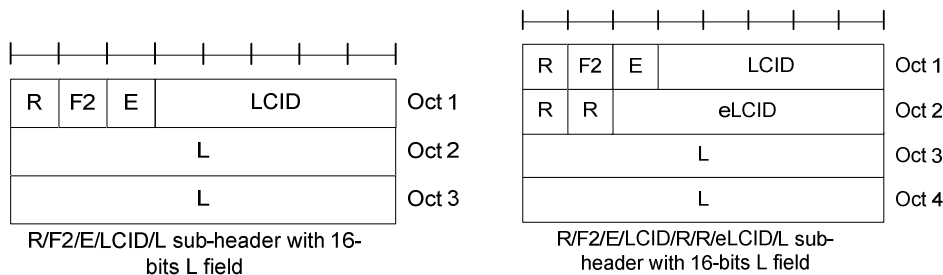 R F2 E LCID Oct 1
L Oct 2
L Oct 3
R/F2/E/LCID/L sub-header with 16-
bits L field
R F2 E LCID Oct 1
R R eLCID Oct 2
L Oct 3
L Oct 4
R/F2/E/LCID/R/R/eLCID/L sub-
header with 16-bits L field